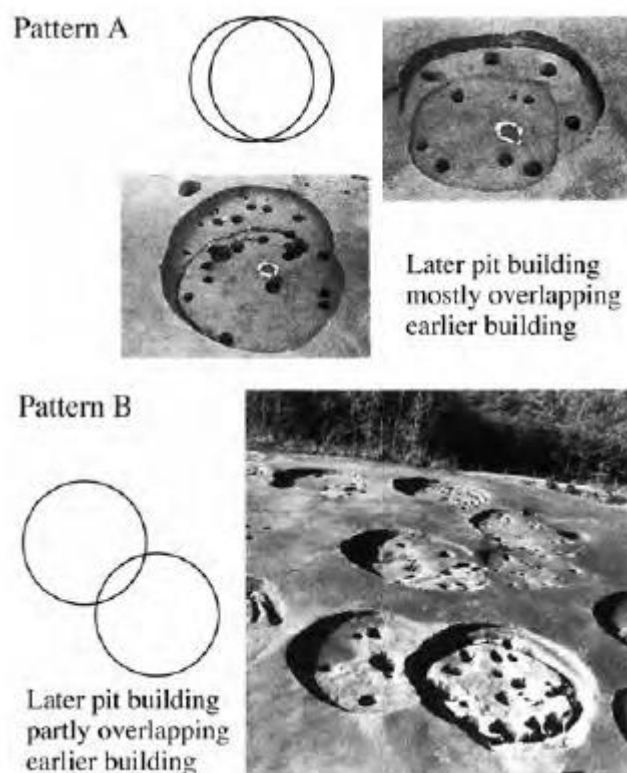 Pattern A
Later pit building
mostly overlapping
earlier building
Pattern B
Later pit building
partly overlapping
earlier building